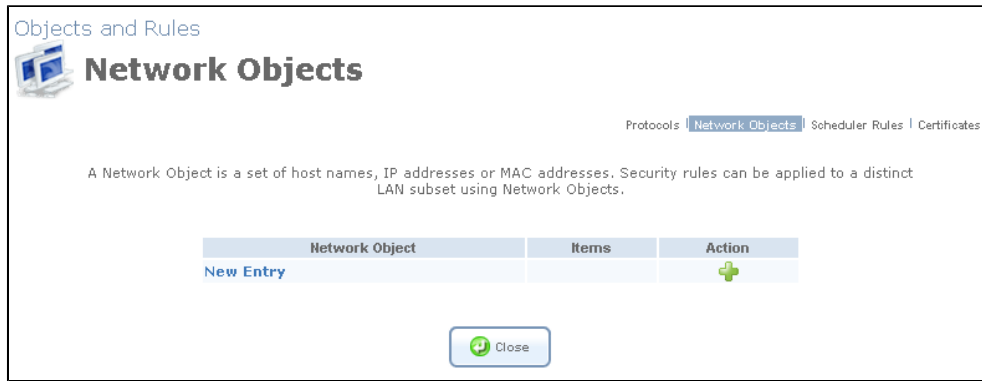 Objects and Rules
Network Objects
Protocols | Network Objects | Scheduler Rules | Certificates
A Network Object is a set of host names, IP addresses or MAC addresses. Security rules can be applied to a distinct
LAN subset using Network Objects.
Network Object Items Action
New Entry
Close